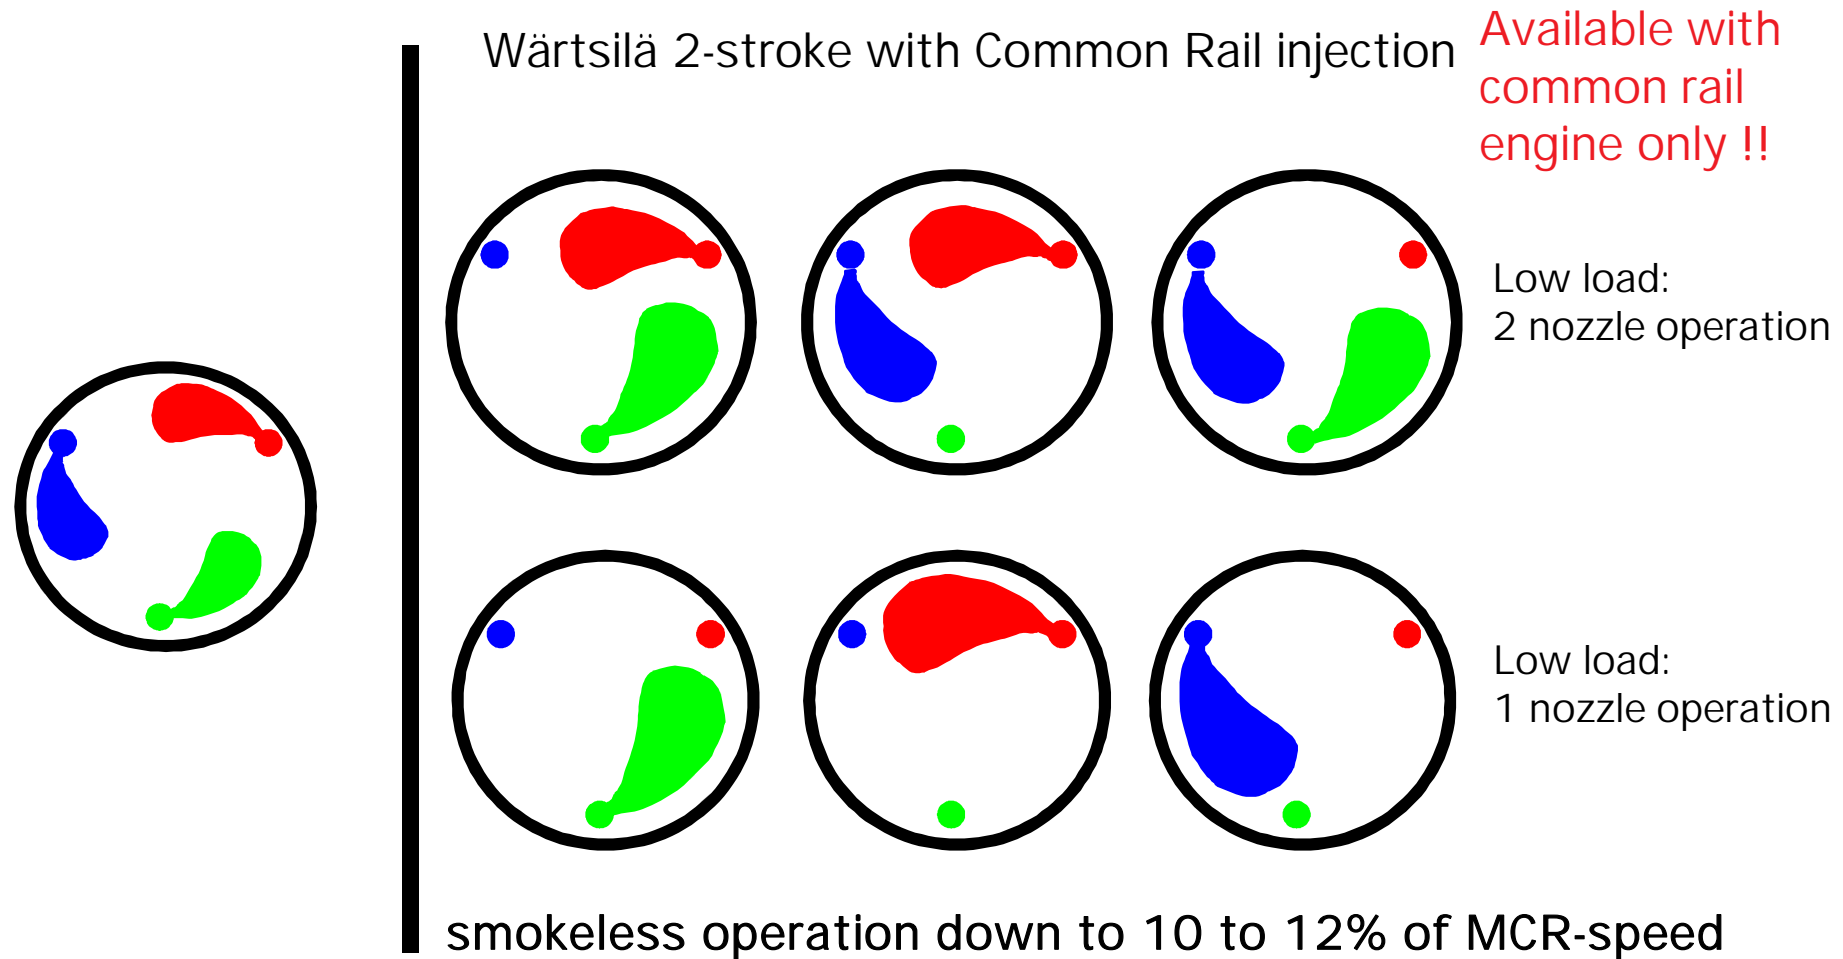 Wärtsilä 2-stroke with Common Rail injection
Available with
common rail
engine only !!
Low load:
2 nozzle operation
Low load:
1 nozzle operation
smokeless operation down to 10 to 12% of MCR-speed